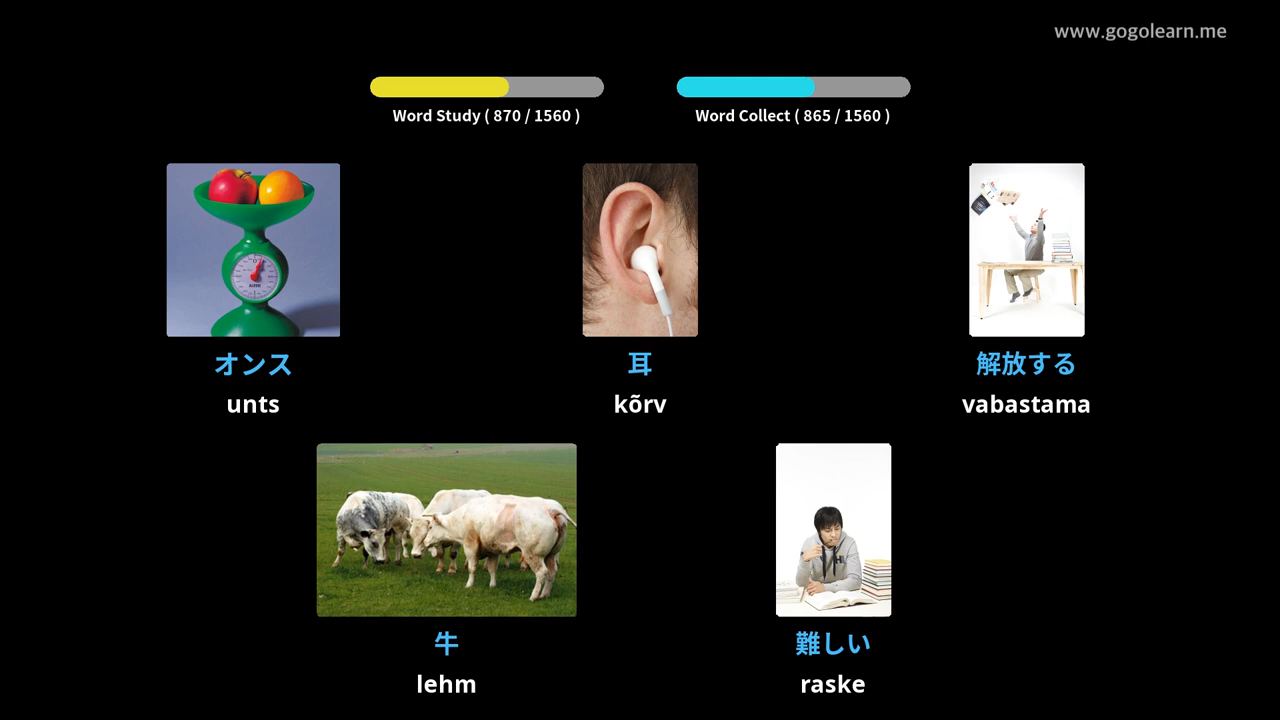 www.gogolearn.me
Word Study ( 870 / 1560 )
Word Collect ( 865 / 1560 )
オンス
unts
耳
kõrv
解放する
vabastama
牛
lehm
難しい
raske